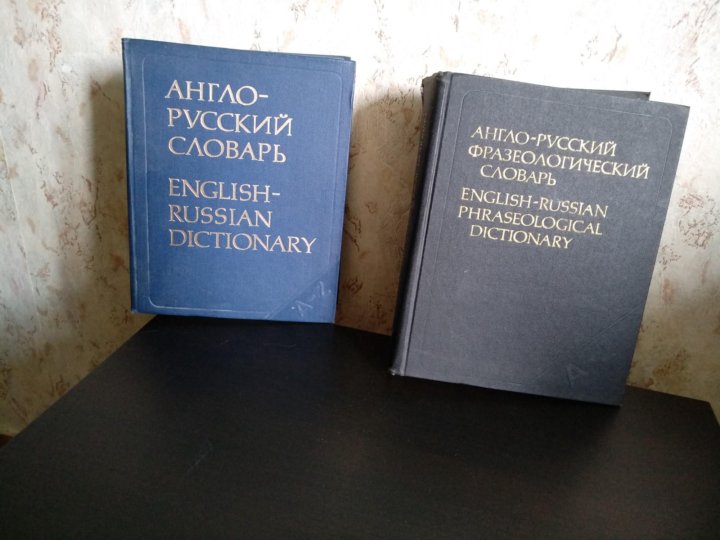 АНГЛО-
РУССКИЙ
СЛОВАРЬ
ENGLISH-
RUSSIAN
DICTIONARY
АНГЛО-РУССКИЙ
ФРАЗЕОЛОГИЧЕСКИЙ
СЛОВАРЬ
ENGLISH-RUSSIAN
PHRASEOLOGICAL
DICTIONARY